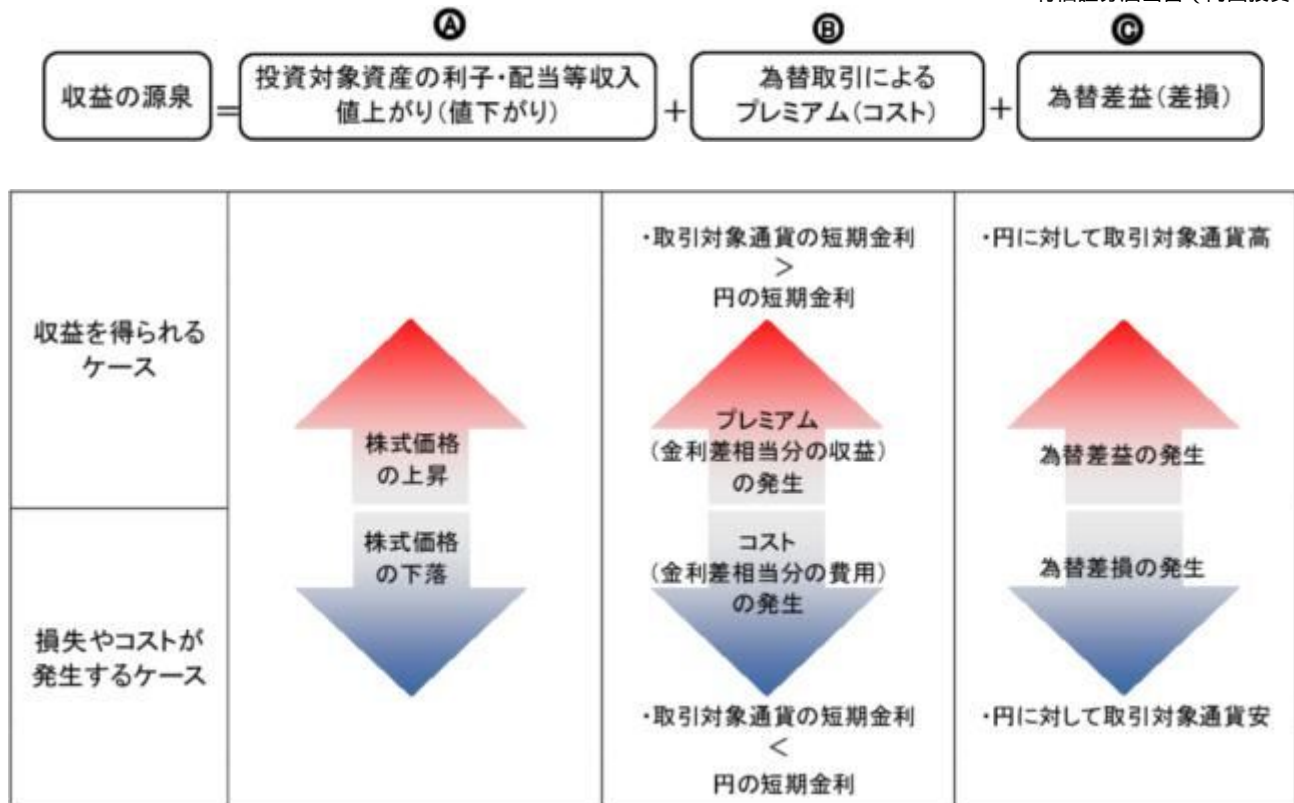 Ⓐ
Ⓑ
Ⓒ
収益の源泉
=
投資対象資産の利子・配当等収入
値上がり(値下がり)
+
為替取引による
プレミアム(コスト)
+
為替差益(差損)
収益を得られる
ケース
株式価格
の上昇
・取引対象通貨の短期金利
>
円の短期金利
プレミアム
(金利差相当分の収益)
の発生
・円に対して取引対象通貨高
為替差益の発生
損失やコストが
発生するケース
株式価格
の下落
コスト
(金利差相当分の費用)
の発生
・取引対象通貨の短期金利
<
円の短期金利
為替差損の発生
・円に対して取引対象通貨安